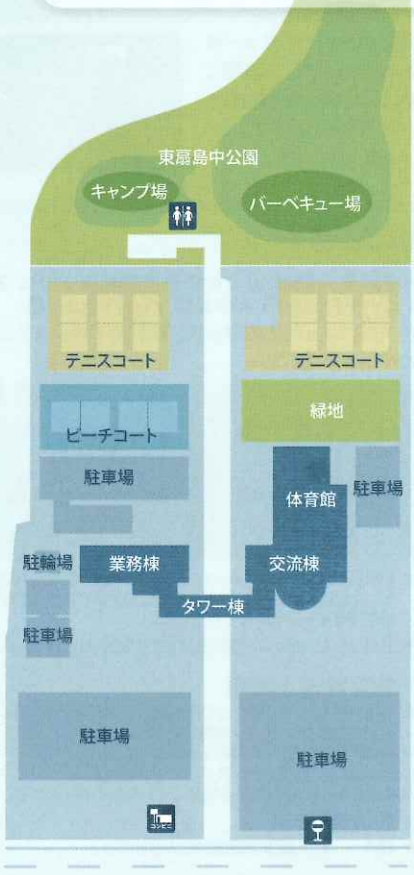 東扇島中公園
キャンプ場
バーベキュー場
テニスコート
テニスコート
緑地
ビーチコート
駐車場
体育館
駐車場
駐輪場
業務棟
交流棟
タワー棟
駐車場
駐車場
駐車場
コンビニ